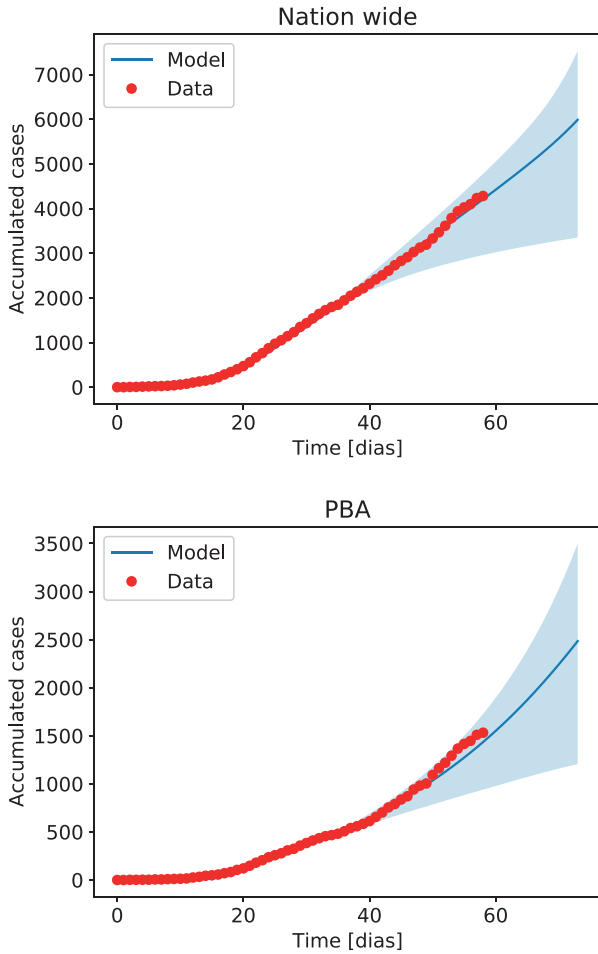 Nation wide
Model
Data
7000
6000
5000
4000
3000
2000
1000
0
Accumulated cases
0 20 40 60
Time [dias]
PBA
Model
Data
3500
3000
2500
2000
1500
1000
500
0
Accumulated cases
0 20 40 60
Time [dias]